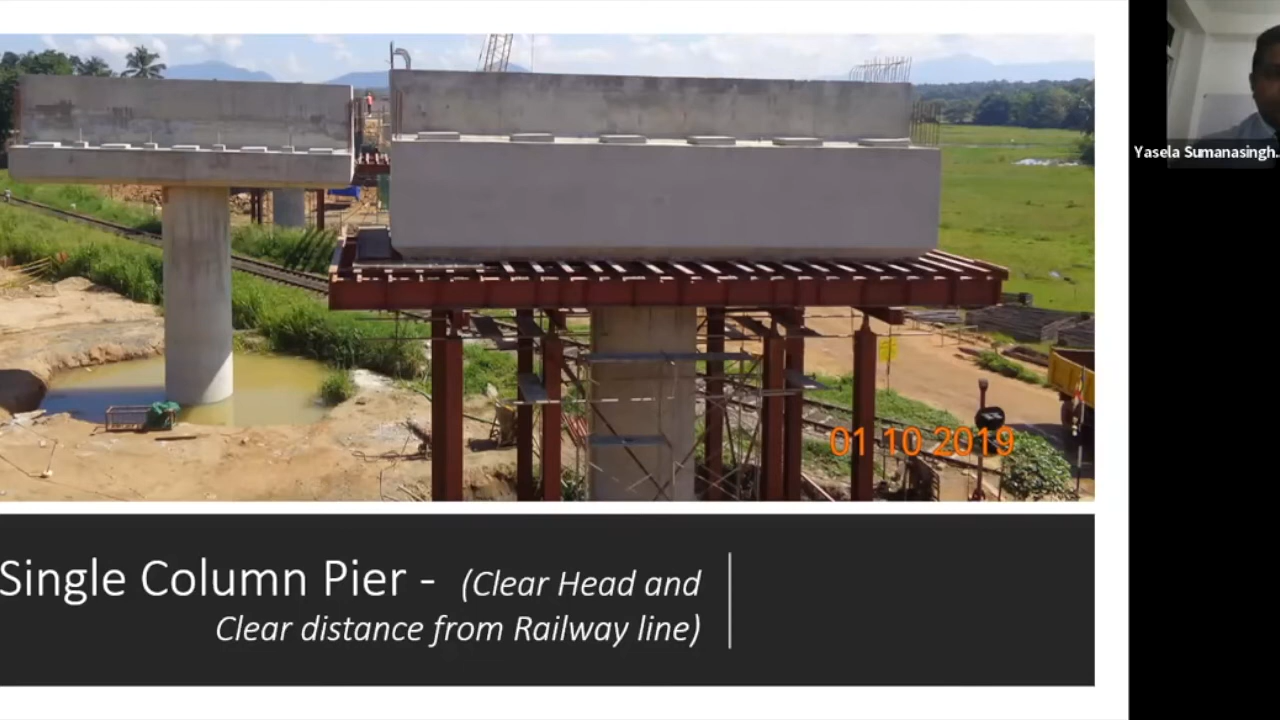 Yasela Sumanasingh...
01 10 2019
Single Column Pier - (Clear Head and
Clear distance from Railway line)